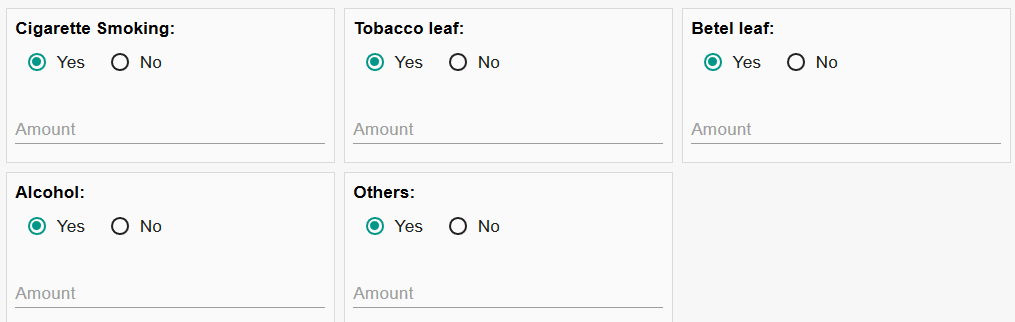 Cigarette Smoking:
Yes No
Amount
Tobacco leaf:
Yes No
Amount
Betel leaf:
Yes No
Amount
Alcohol:
Yes No
Amount
Others:
Yes No
Amount